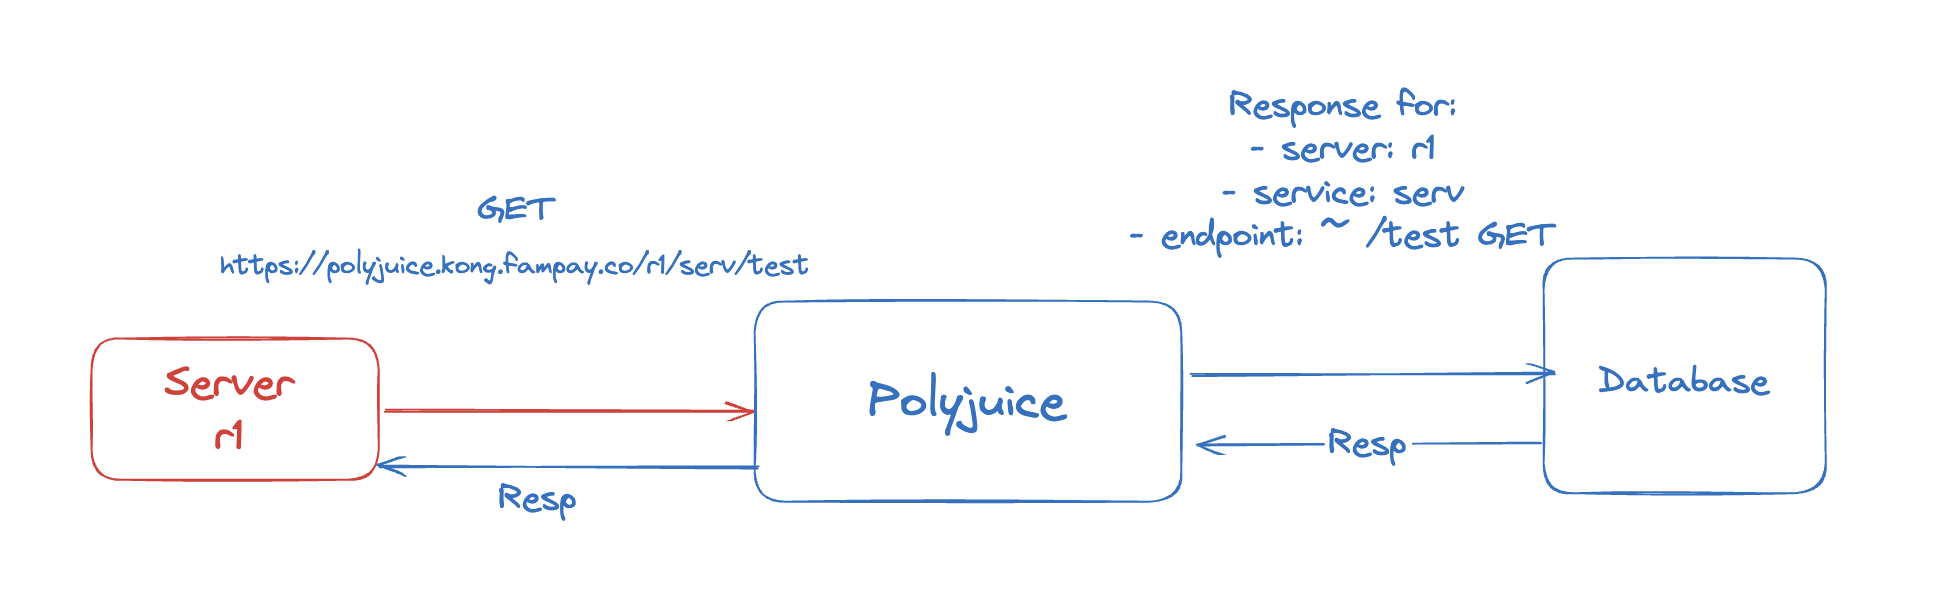 Response for:
- server: r1
- service: serv
- endpoint: ~ /test GET
GET
https://polyjuice.kong.fampay.co/r1/serv/test
Server
r1
Polyjuice
Database
Resp
Resp